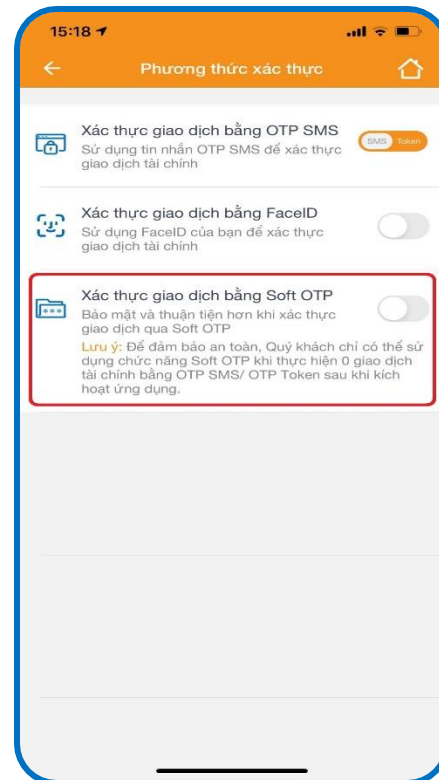 15:18
Phương thức xác thực
Xác thực giao dịch bằng OTP SMS
Sử dụng tin nhắn OTP SMS để xác thực
giao dịch tài chính
SMS Token
Xác thực giao dịch bằng FaceID
Sử dụng FaceID của bạn để xác thực
giao dịch tài chính
Xác thực giao dịch bằng Soft OTP
Bảo mật và thuận tiện hơn khi xác thực
giao dịch qua Soft OTP
Lưu ý: Để đảm bảo an toàn, Quý khách chỉ có thể sử
dụng chức năng Soft OTP khi thực hiện 0 giao dịch
tài chính bằng OTP SMS/ OTP Token sau khi kích
hoạt ứng dụng.